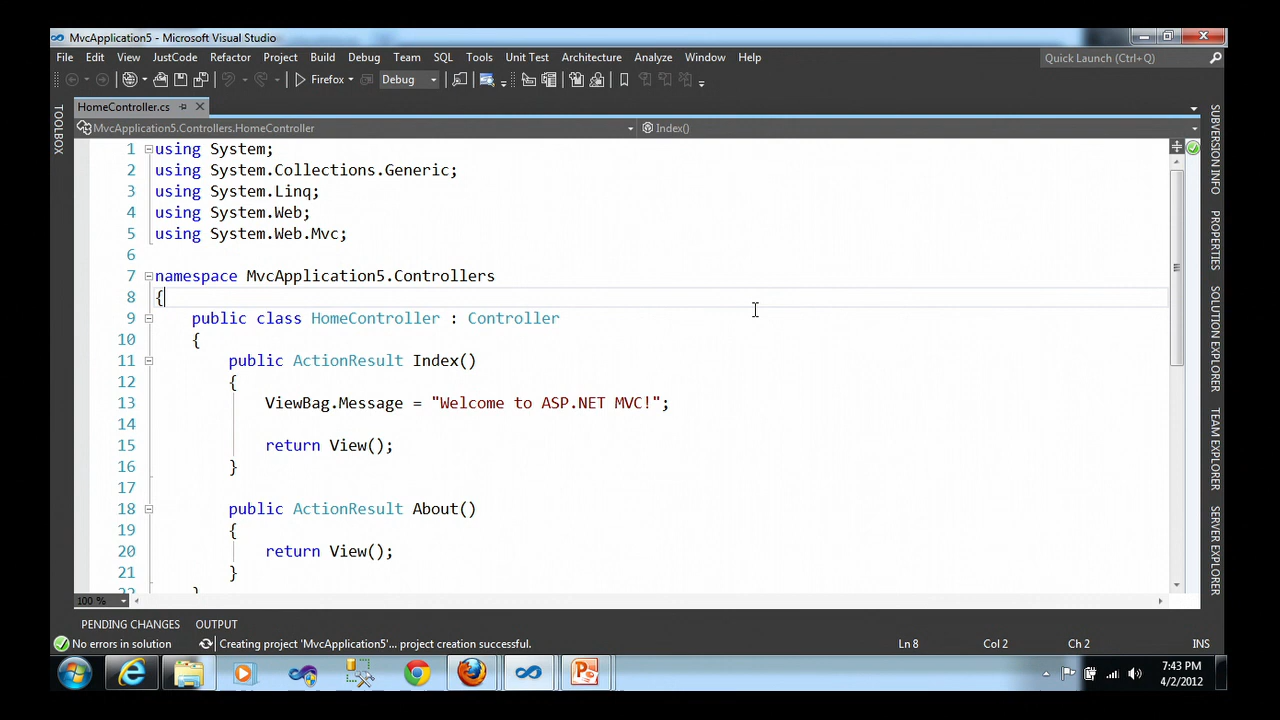 MvcApplication5 - Microsoft Visual Studio
File Edit View JustCode Refactor Project Build Debug Team SQL Tools Unit Test Architecture Analyze Window Help
Quick Launch (Ctrl+Q)
Firefox Debug
HomeController.cs
MvcApplication5.Controllers.HomeController
Index()
TOOLBOX
1 using System;
2 using System.Collections.Generic;
3 using System.Linq;
4 using System.Web;
5 using System.Web.Mvc;
6
7 namespace MvcApplication5.Controllers
8 {
9 public class HomeController : Controller
10 {
11 public ActionResult Index()
12 {
13 ViewBag.Message = "Welcome to ASP.NET MVC!";
14
15 return View();
16 }
17
18 public ActionResult About()
19 {
20 return View();
21 }
22 }
SUBVERSION INFO
PROPERTIES
SOLUTION EXPLORER
TEAM EXPLORER
SERVER EXPLORER
100 %
PENDING CHANGES OUTPUT
No errors in solution Creating project 'MvcApplication5'... project creation successful. Ln 8 Col 2 Ch 2 INS
7:43 PM
4/2/2012